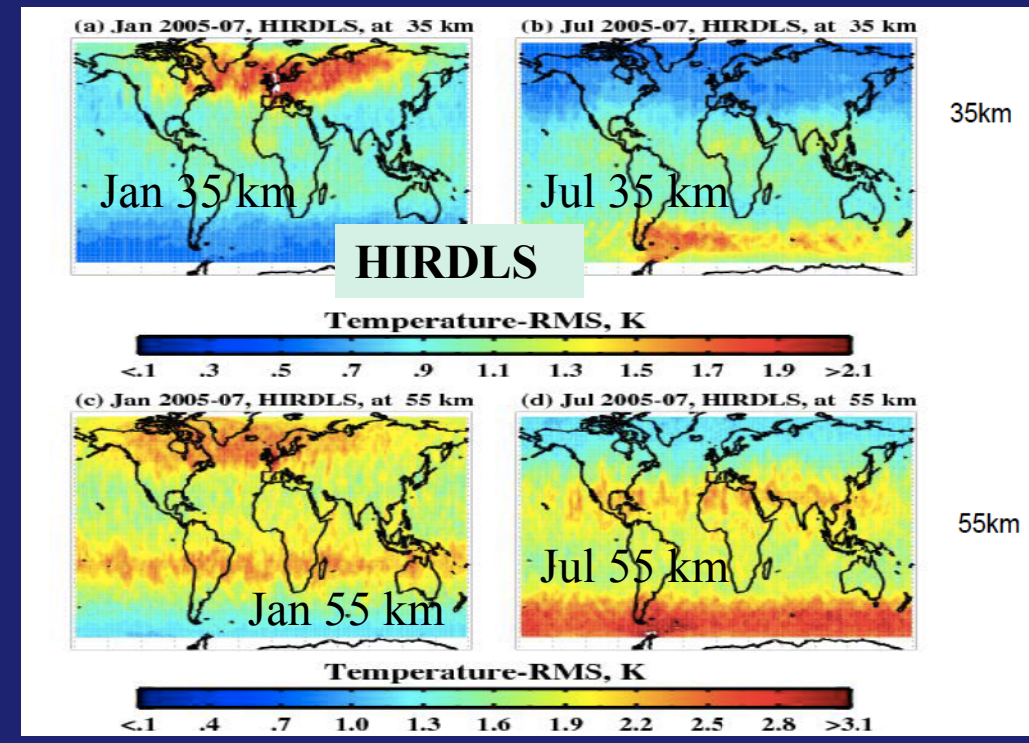 (a) Jan 2005-07, HIRDLS, at 35 km
(b) Jul 2005-07, HIRDLS, at 35 km
35km
Jan 35 km
Jul 35 km
HIRDLS
Temperature-RMS, K
<.1 .3 .5 .7 .9 1.1 1.3 1.5 1.7 1.9 >2.1
(c) Jan 2005-07, HIRDLS, at 55 km
(d) Jul 2005-07, HIRDLS, at 55 km
55km
Jul 55 km
Jan 55 km
Temperature-RMS, K
<.1 .4 .7 1.0 1.3 1.6 1.9 2.2 2.5 2.8 >3.1